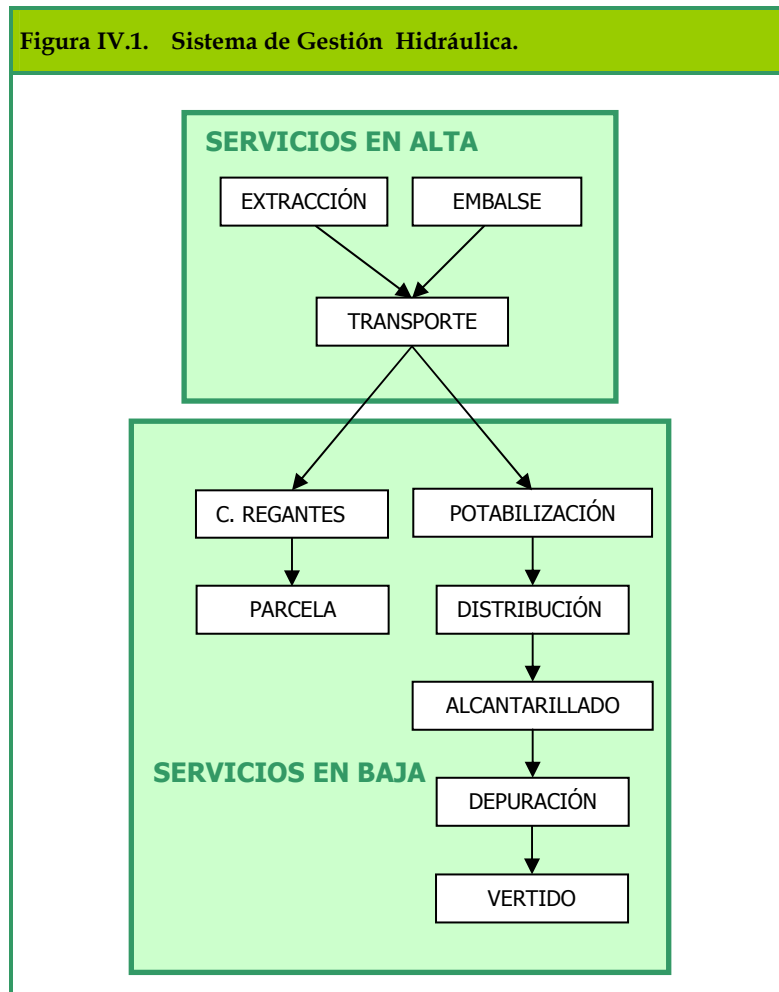 Figura IV.1. Sistema de Gestión Hidráulica.
SERVICIOS EN ALTA
EXTRACCIÓN
EMBALSE
TRANSPORTE
C. REGANTES
POTABILIZACIÓN
PARCELA
DISTRIBUCIÓN
ALCANTARILLADO
SERVICIOS EN BAJA
DEPURACIÓN
VERTIDO